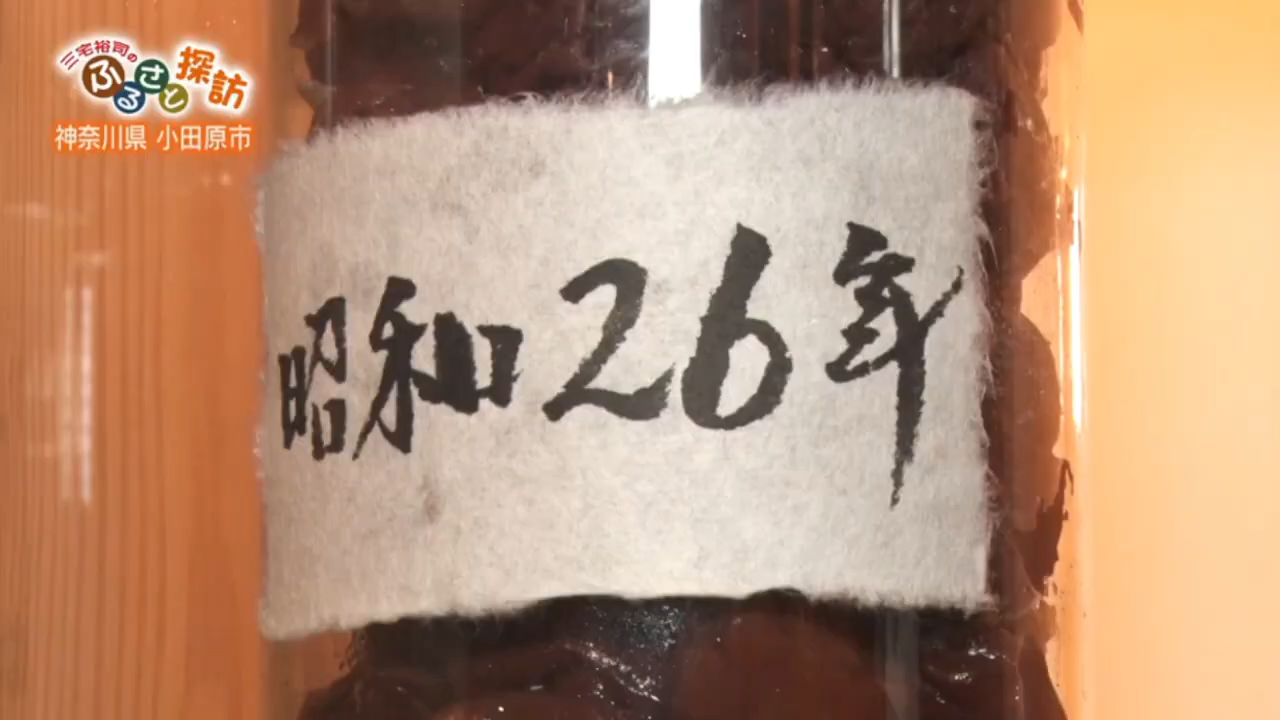 三宅裕司の
ふるさと探訪
神奈川県 小田原市
昭和26年